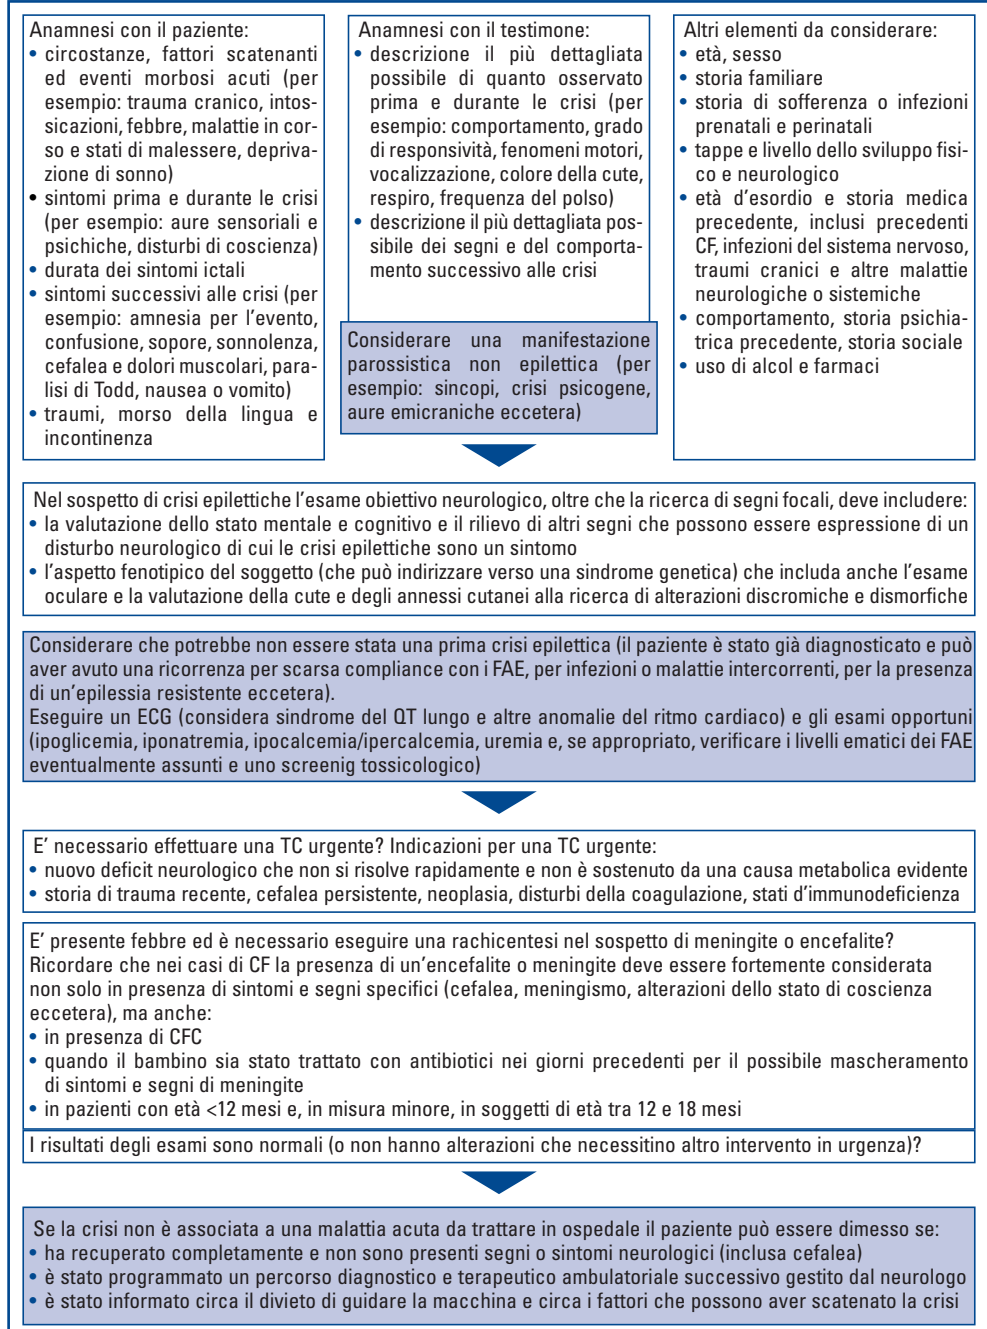 Anamnesi con il paziente:
• circostanze, fattori scatenanti
ed eventi morbosi acuti (per
esempio: trauma cranico, intos-
sicazioni, febbre, malattie in cor-
so e stati di malessere, depriva-
zione di sonno)
• sintomi prima e durante le crisi
(per esempio: aure sensoriali e
psichiche, disturbi di coscienza)
• durata dei sintomi ictali
• sintomi successivi alle crisi (per
esempio: amnesia per l'evento,
confusione, sopore, sonnolenza,
cefalea e dolori muscolari, para-
lisi di Todd, nausea o vomito)
• traumi, morso della lingua e
incontinenza
Anamnesi con il testimone:
• descrizione il più dettagliata
possibile di quanto osservato
prima e durante le crisi (per
esempio: comportamento, grado
di responsività, fenomeni motori,
vocalizzazione, colore della cute,
respiro, frequenza del polso)
• descrizione il più dettagliata pos-
sibile dei segni e del comporta-
mento successivo alle crisi
Considerare una manifestazione
parossistica non epilettica (per
esempio: sincopi, crisi psicogene,
aure emicraniche eccetera)
Altri elementi da considerare:
• età, sesso
• storia familiare
• storia di sofferenza o infezioni
prenatali e perinatali
• tappe e livello dello sviluppo fisi-
co e neurologico
• età d'esordio e storia medica
precedente, inclusi precedenti
CF, infezioni del sistema nervoso,
traumi cranici e altre malattie
neurologiche o sistemiche
• comportamento, storia psichia-
trica precedente, storia sociale
• uso di alcol e farmaci
Nel sospetto di crisi epilettiche l'esame obiettivo neurologico, oltre che la ricerca di segni focali, deve includere:
• la valutazione dello stato mentale e cognitivo e il rilievo di altri segni che possono essere espressione di un
disturbo neurologico di cui le crisi epilettiche sono un sintomo
• l'aspetto fenotipico del soggetto (che può indirizzare verso una sindrome genetica) che includa anche l'esame
oculare e la valutazione della cute e degli annessi cutanei alla ricerca di alterazioni discromiche e dismorfiche
Considerare che potrebbe non essere stata una prima crisi epilettica (il paziente è stato già diagnosticato e può
aver avuto una ricorrenza per scarsa compliance con i FAE, per infezioni o malattie intercorrenti, per la presenza
di un'epilessia resistente eccetera).
Eseguire un ECG (considera sindrome del QT lungo e altre anomalie del ritmo cardiaco) e gli esami opportuni
(ipoglicemia, iponatremia, ipocalcemia/ipercalcemia, uremia e, se appropriato, verificare i livelli ematici dei FAE
eventualmente assunti e uno screenig tossicologico)
E' necessario effettuare una TC urgente? Indicazioni per una TC urgente:
• nuovo deficit neurologico che non si risolve rapidamente e non è sostenuto da una causa metabolica evidente
• storia di trauma recente, cefalea persistente, neoplasia, disturbi della coagulazione, stati d'immunodeficienza
E' presente febbre ed è necessario eseguire una rachicentesi nel sospetto di meningite o encefalite?
Ricordare che nei casi di CF la presenza di un'encefalite o meningite deve essere fortemente considerata
non solo in presenza di sintomi e segni specifici (cefalea, meningismo, alterazioni dello stato di coscienza
eccetera), ma anche:
• in presenza di CFC
• quando il bambino sia stato trattato con antibiotici nei giorni precedenti per il possibile mascheramento
di sintomi e segni di meningite
• in pazienti con età <12 mesi e, in misura minore, in soggetti di età tra 12 e 18 mesi
I risultati degli esami sono normali (o non hanno alterazioni che necessitino altro intervento in urgenza)?
Se la crisi non è associata a una malattia acuta da trattare in ospedale il paziente può essere dimesso se:
• ha recuperato completamente e non sono presenti segni o sintomi neurologici (inclusa cefalea)
• è stato programmato un percorso diagnostico e terapeutico ambulatoriale successivo gestito dal neurologo
• è stato informato circa il divieto di guidare la macchina e circa i fattori che possono aver scatenato la crisi